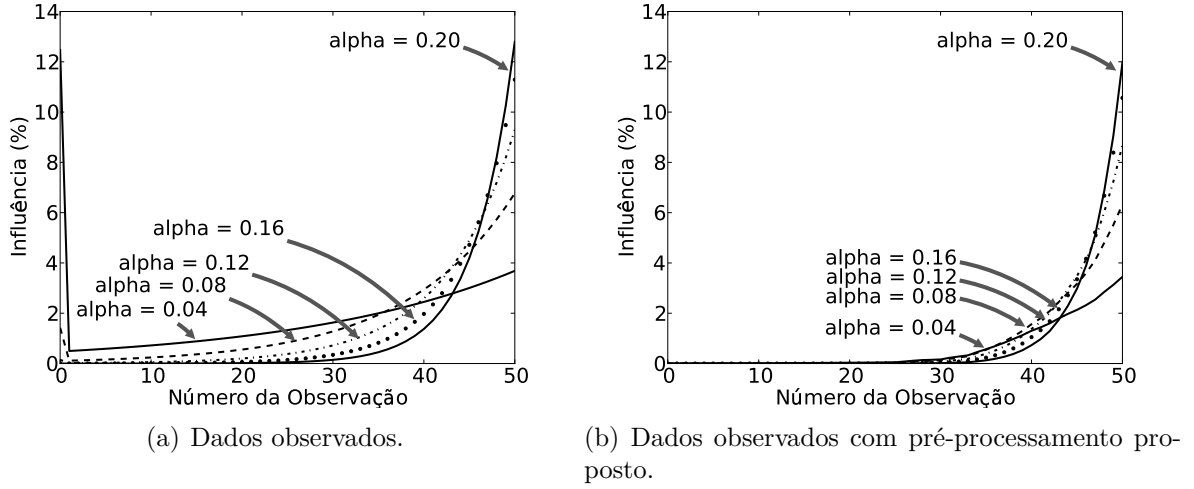 14
12
10
8
6
4
2
0
Influência (%)
alpha = 0.20
alpha = 0.16
alpha = 0.12
alpha = 0.08
alpha = 0.04
0 10 20 30 40 50
Número da Observação
(a) Dados observados.
14
12
10
8
6
4
2
0
Influência (%)
alpha = 0.20
alpha = 0.16
alpha = 0.12
alpha = 0.08
alpha = 0.04
0 10 20 30 40 50
Número da Observação
(b) Dados observados com pré-processamento pro-
posto.